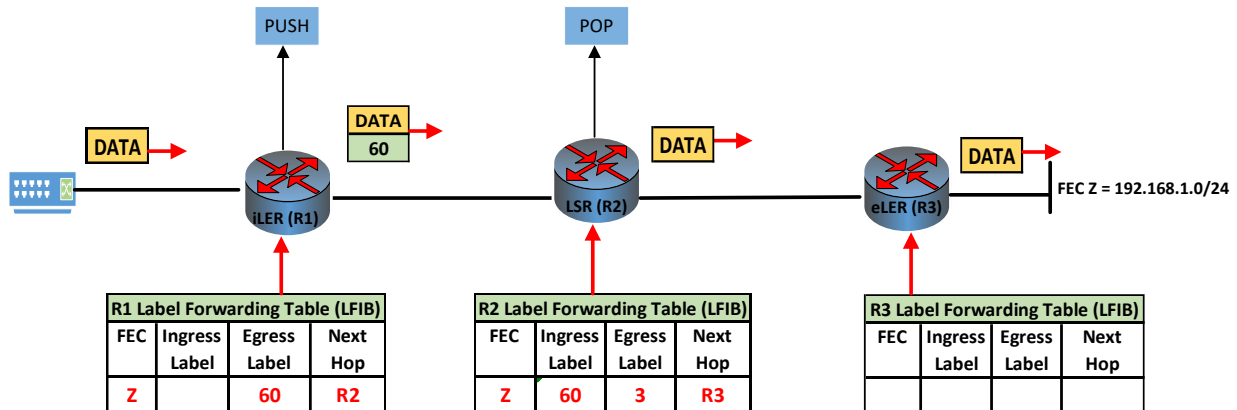 PUSH
POP
DATA
DATA
60
DATA
DATA
iLER (R1)
LSR (R2)
eLER (R3)
FEC Z = 192.168.1.0/24
R1 Label Forwarding Table (LFIB)
FEC Ingress Label Egress Label Next Hop
Z 60 R2
R2 Label Forwarding Table (LFIB)
FEC Ingress Label Egress Label Next Hop
Z 60 3 R3
R3 Label Forwarding Table (LFIB)
FEC Ingress Label Egress Label Next Hop